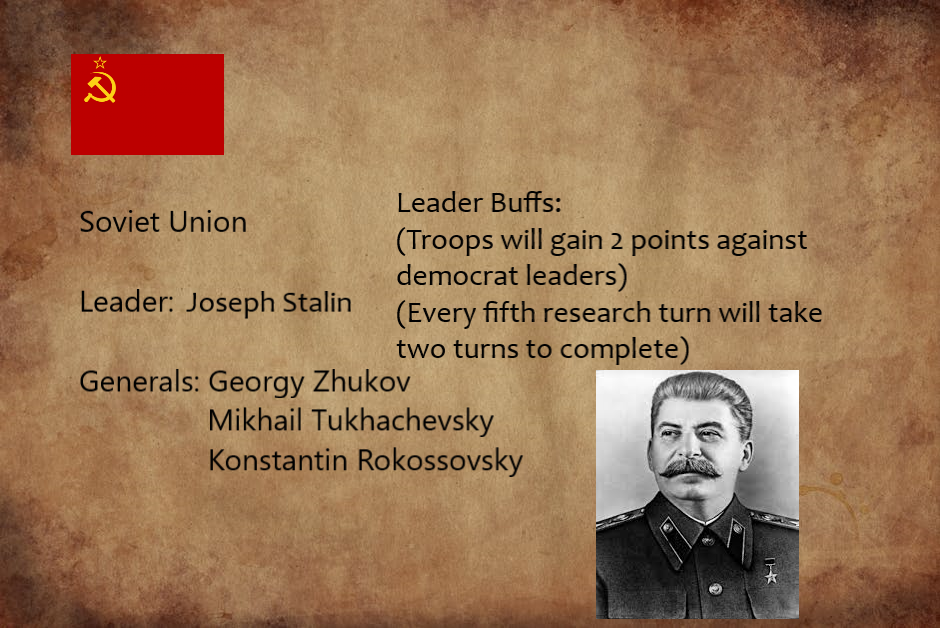 Soviet Union
Leader: Joseph Stalin
Generals: Georgy Zhukov
Mikhail Tukhachevsky
Konstantin Rokossovsky
Leader Buffs:
(Troops will gain 2 points against
democrat leaders)
(Every fifth research turn will take
two turns to complete)